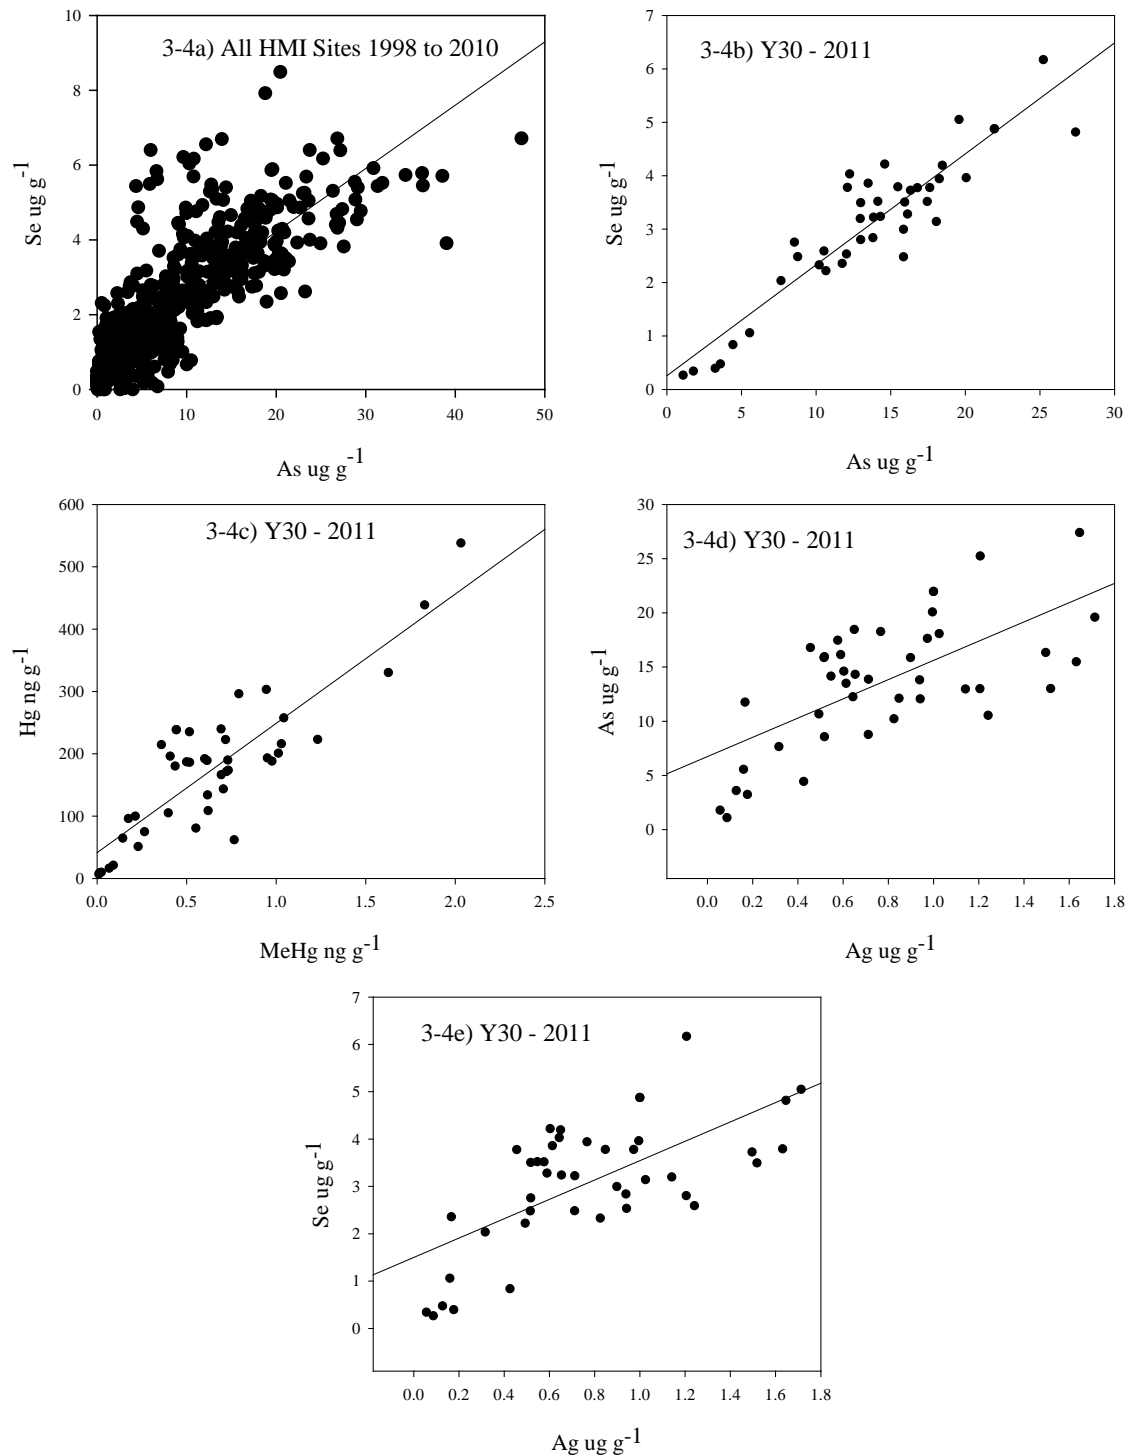 3-4a) All HMI Sites 1998 to 2010
Se ug g-1
10
8
6
4
2
0
0 10 20 30 40 50
As ug g-1
3-4b) Y30 - 2011
Se ug g-1
7
6
5
4
3
2
1
0
0 5 10 15 20 25 30
As ug g-1
3-4c) Y30 - 2011
Hg ng g-1
600
500
400
300
200
100
0
0.0 0.5 1.0 1.5 2.0 2.5
MeHg ng g-1
3-4d) Y30 - 2011
As ug g-1
30
25
20
15
10
5
0
0.0 0.2 0.4 0.6 0.8 1.0 1.2 1.4 1.6 1.8
Ag ug g-1
3-4e) Y30 - 2011
Se ug g-1
7
6
5
4
3
2
1
0
0.0 0.2 0.4 0.6 0.8 1.0 1.2 1.4 1.6 1.8
Ag ug g-1